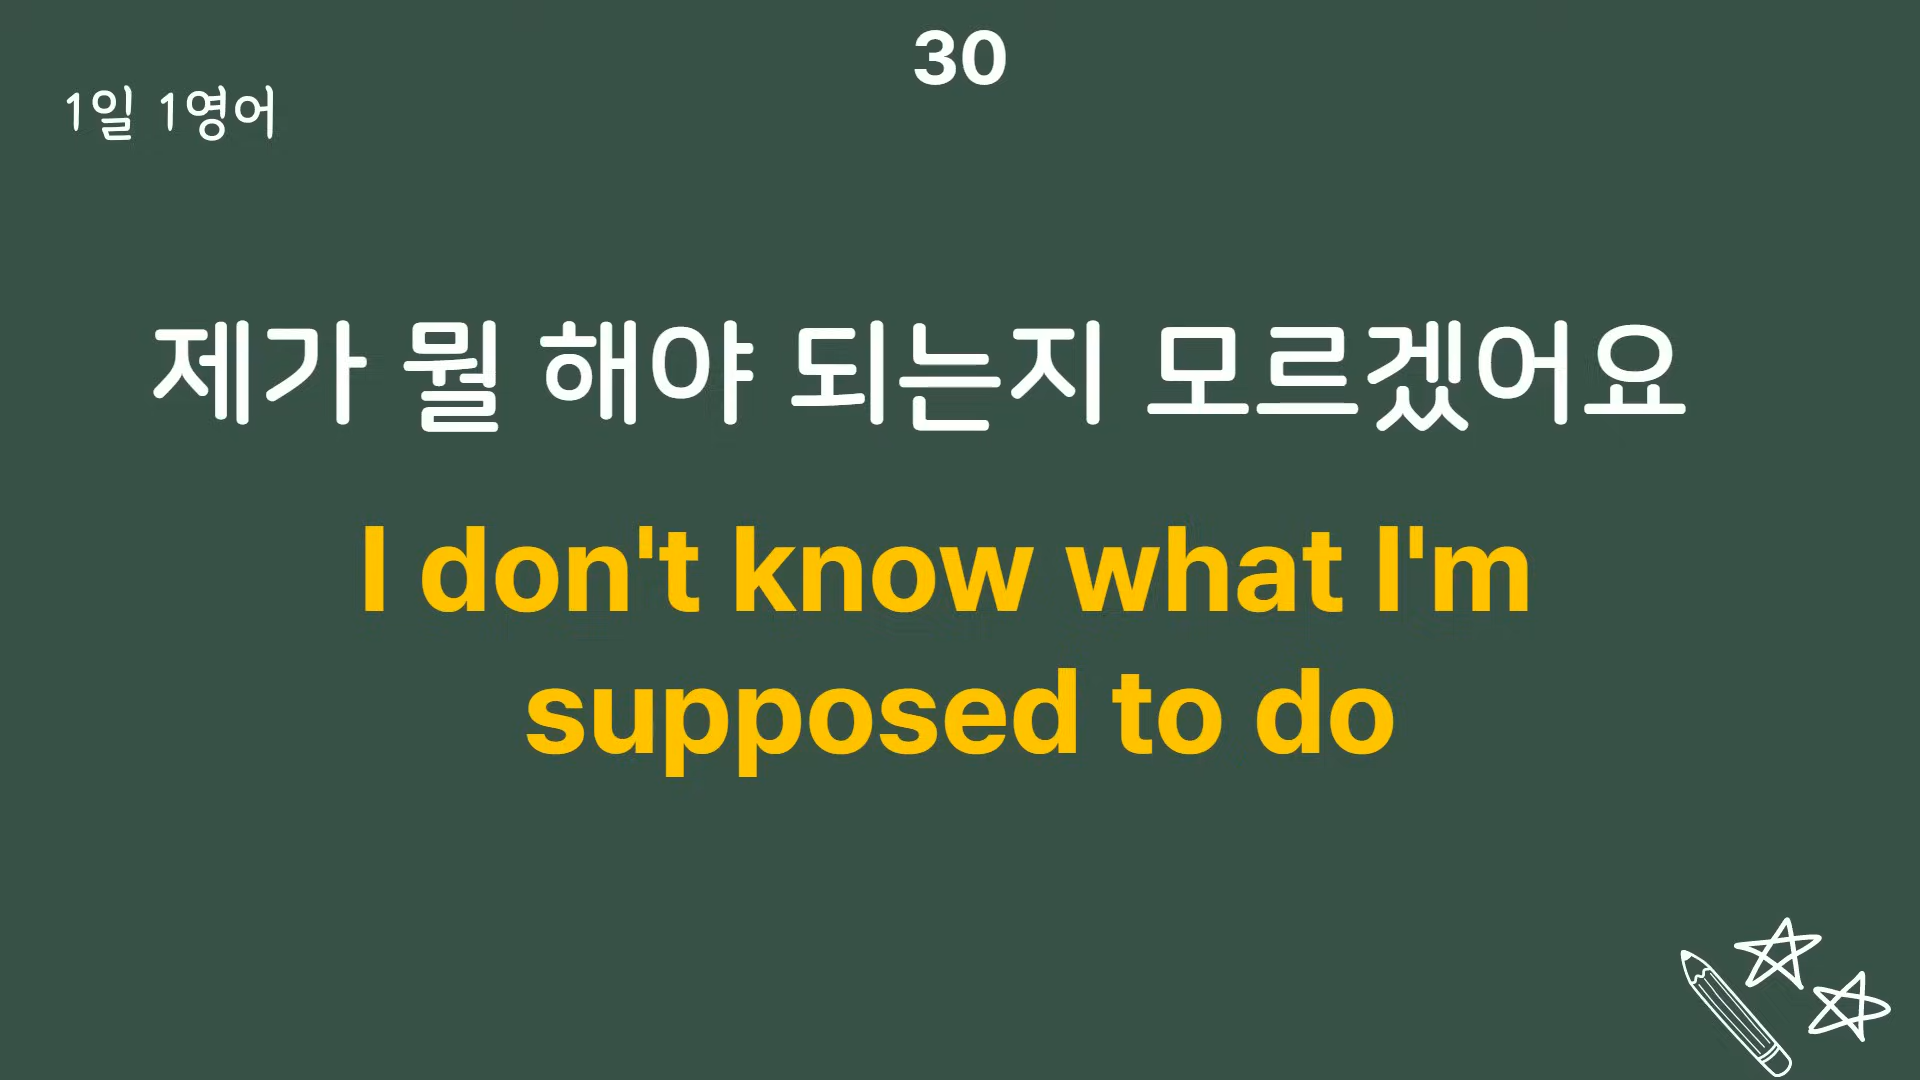 30
1일 1영어
제가 뭘 해야 되는지 모르겠어요
I don't know what I'm
supposed to do